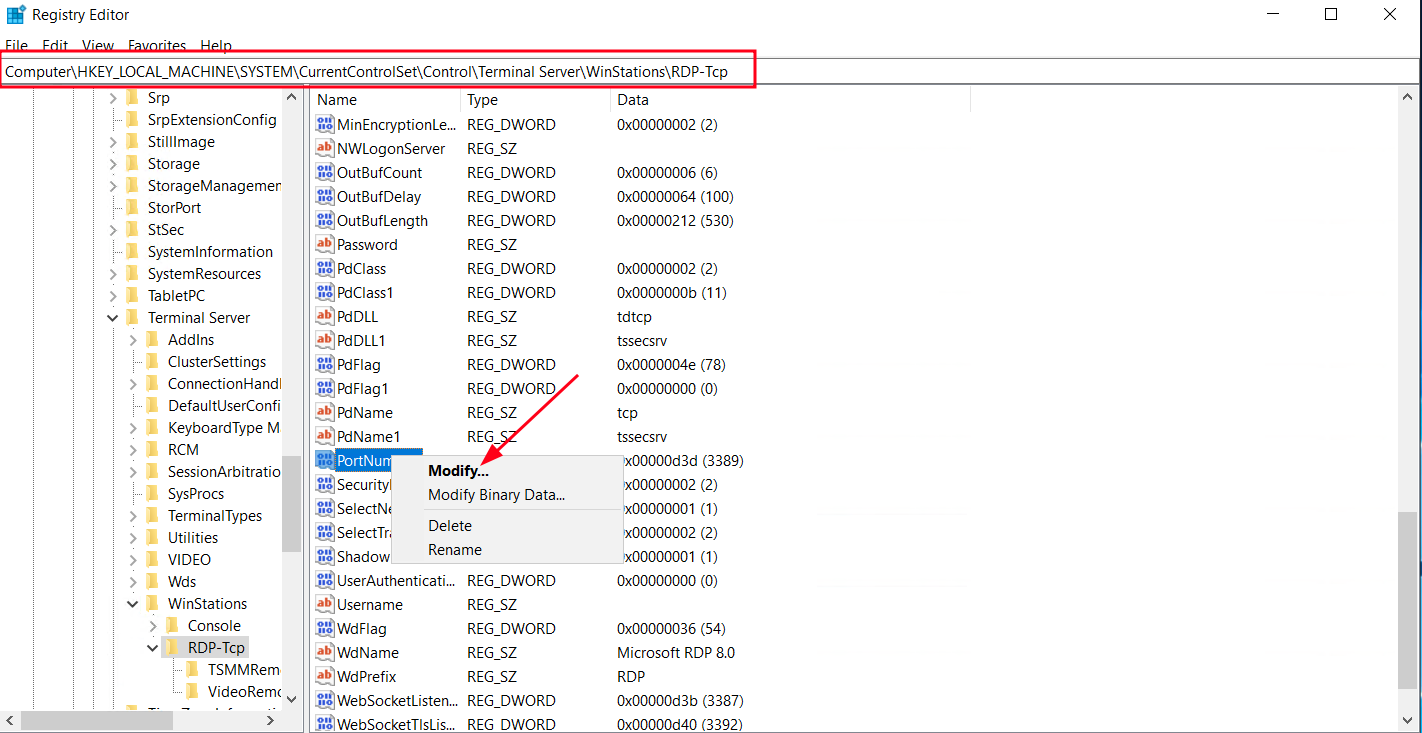 Registry Editor
File Edit View Favorites Help
Computer\HKEY_LOCAL_MACHINE\SYSTEM\CurrentControlSet\Control\Terminal Server\WinStations\RDP-Tcp
Srp
SrpExtensionConfig
StillImage
Storage
StorageManagemen
StorPort
StSec
SystemInformation
SystemResources
TabletPC
Terminal Server
AddIns
ClusterSettings
ConnectionHandl
DefaultUserConfi
KeyboardType M
RCM
SessionArbitratio
SysProcs
TerminalTypes
Utilities
VIDEO
Wds
WinStations
Console
RDP-Tcp
TSMMRem
VideoRemo
Name Type Data
MinEncryptionLe... REG_DWORD 0x00000002 (2)
NWLogonServer REG_SZ
OutBufCount REG_DWORD 0x00000006 (6)
OutBufDelay REG_DWORD 0x00000064 (100)
OutBufLength REG_DWORD 0x00000212 (530)
Password REG_SZ
PdClass REG_DWORD 0x00000002 (2)
PdClass1 REG_DWORD 0x0000000b (11)
PdDLL REG_SZ tdtcp
PdDLL1 REG_SZ tssecsrv
PdFlag REG_DWORD 0x0000004e (78)
PdFlag1 REG_DWORD 0x00000000 (0)
PdName REG_SZ tcp
PdName1 REG_SZ tssecsrv
PortNum 0x00000d3d (3389)
Modify...
Security x00000002 (2)
Modify Binary Data...
SelectNe x00000001 (1)
Delete
SelectTra x00000002 (2)
Rename
Shadow x00000001 (1)
UserAuthenticati... REG_DWORD 0x00000000 (0)
Username REG_SZ
WdFlag REG_DWORD 0x00000036 (54)
WdName REG_SZ Microsoft RDP 8.0
WdPrefix REG_SZ RDP
WebSocketListen... REG_DWORD 0x00000d3b (3387)
WebSocketTlsLis... REG_DWORD 0x00000d40 (3392)